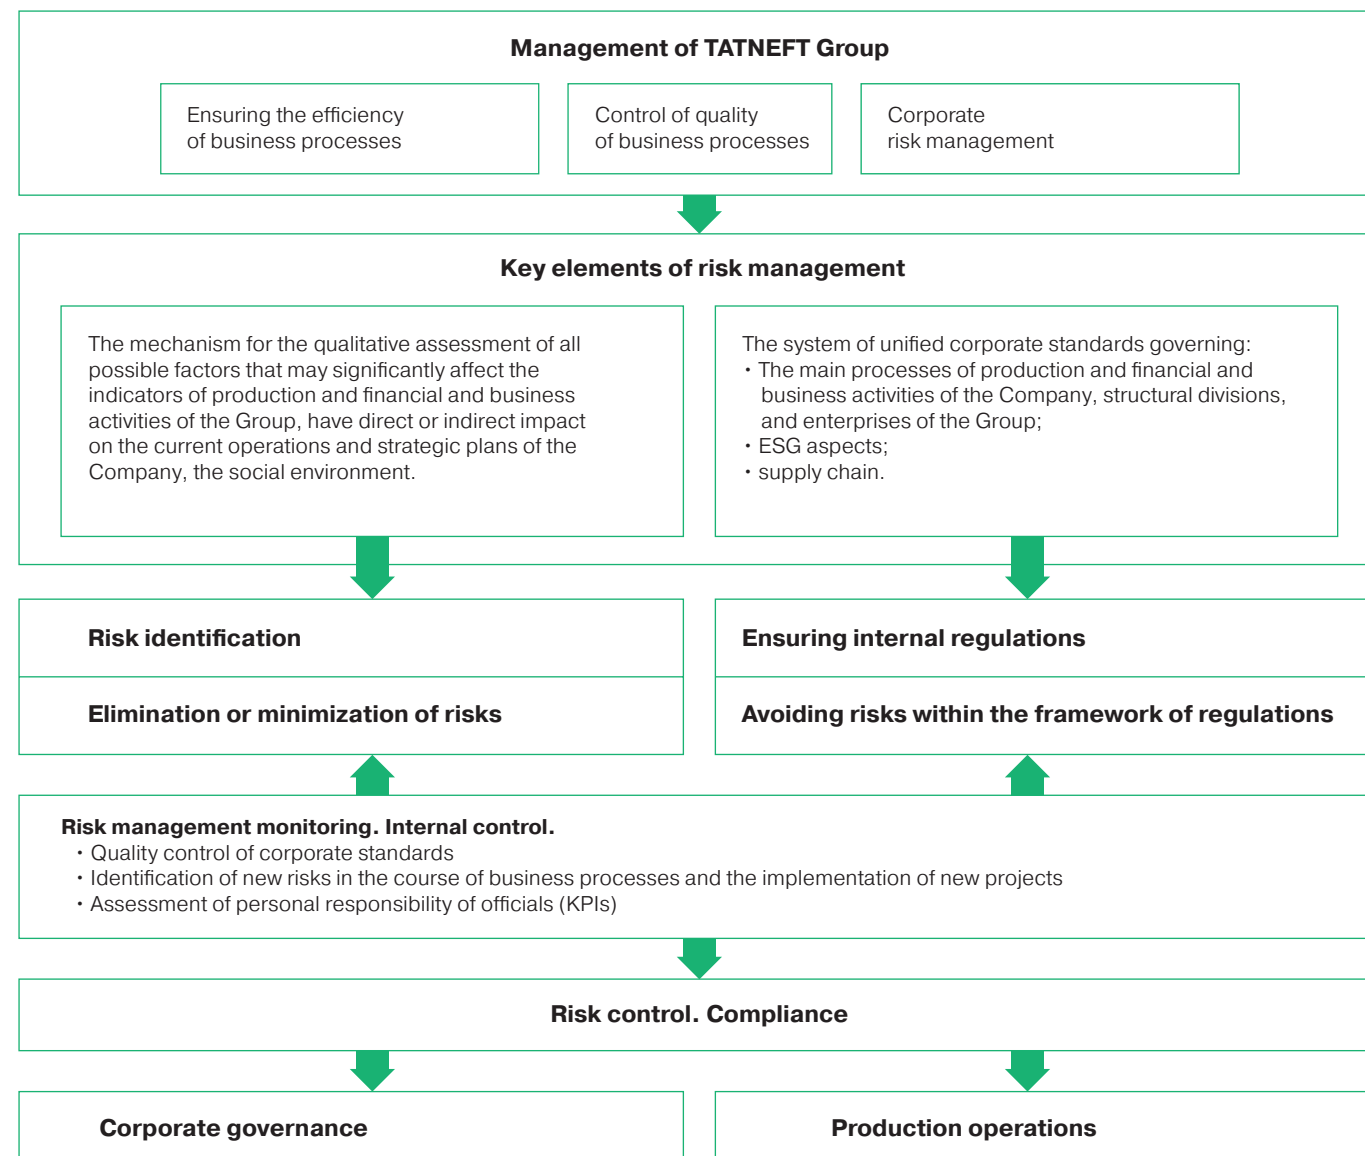 Management of TATNEFT Group
Ensuring the efficiency
of business processes
Control of quality
of business processes
Corporate
risk management
Key elements of risk management
The mechanism for the qualitative assessment of all
possible factors that may significantly affect the
indicators of production and financial and business
activities of the Group, have direct or indirect impact
on the current operations and strategic plans of the
Company, the social environment.
The system of unified corporate standards governing:
• The main processes of production and financial and
business activities of the Company, structural divisions,
and enterprises of the Group;
• ESG aspects;
• supply chain.
Risk identification
Ensuring internal regulations
Elimination or minimization of risks
Avoiding risks within the framework of regulations
Risk management monitoring. Internal control.
• Quality control of corporate standards
• Identification of new risks in the course of business processes and the implementation of new projects
• Assessment of personal responsibility of officials (KPIs)
Risk control. Compliance
Corporate governance
Production operations